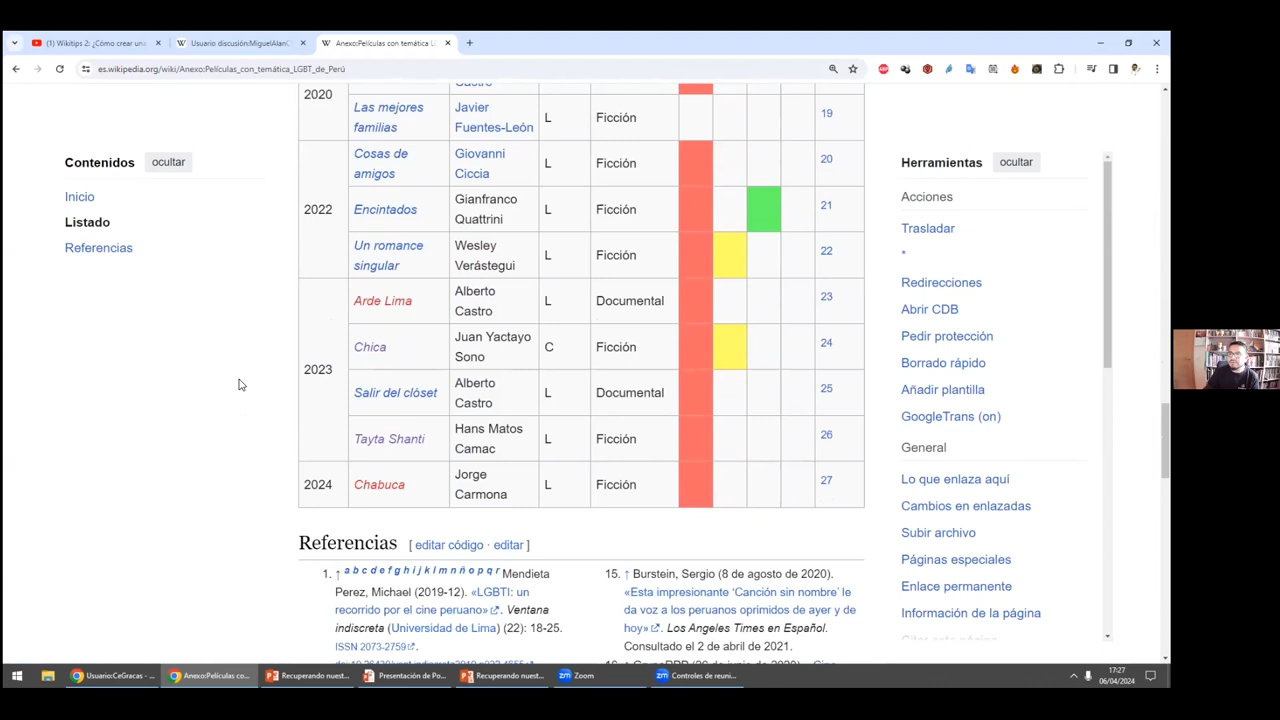 (1) Wikitips 2: ¿Cómo crear una
Usuario discusión:MiguelAlanC
Anexo:Películas con temática L
es.wikipedia.org/wiki/Anexo:Películas_con_temática_LGBT_de_Perú
Contenidos ocultar
Inicio
Listado
Referencias
Castro
2020
Las mejores
familias
Javier
Fuentes-León
L
Ficción
19
Cosas de
amigos
Giovanni
Ciccia
L
Ficción
20
2022
Encintados
Gianfranco
Quattrini
L
Ficción
21
Un romance
singular
Wesley
Verástegui
L
Ficción
22
Arde Lima
Alberto
Castro
L
Documental
23
2023
Chica
Juan Yactayo
Sono
C
Ficción
24
Salir del clóset
Alberto
Castro
L
Documental
25
Tayta Shanti
Hans Matos
Camac
L
Ficción
26
2024
Chabuca
Jorge
Carmona
L
Ficción
27
Referencias [ editar código · editar ]
1. ↑ a b c d e f g h i j k l m n ñ o p q r Mendieta
Perez, Michael (2019-12). «LGBTI: un
recorrido por el cine peruano». Ventana
indiscreta (Universidad de Lima) (22): 18-25.
ISSN 2073-2759.
15. ↑ Burstein, Sergio (8 de agosto de 2020).
«Esta impresionante ‘Canción sin nombre’ le
da voz a los peruanos oprimidos de ayer y de
hoy». Los Angeles Times en Español.
Consultado el 2 de abril de 2021.
Herramientas ocultar
Acciones
Trasladar
*
Redirecciones
Abrir CDB
Pedir protección
Borrado rápido
Añadir plantilla
GoogleTrans (on)
General
Lo que enlaza aquí
Cambios en enlazadas
Subir archivo
Páginas especiales
Enlace permanente
Información de la página
Citar esta página
Usuario:CeGracas - ...
Anexo:Películas co...
Recuperando nuest...
Presentación de Po...
Recuperando nuest...
Zoom
Controles de reuni...
17:27
06/04/2024